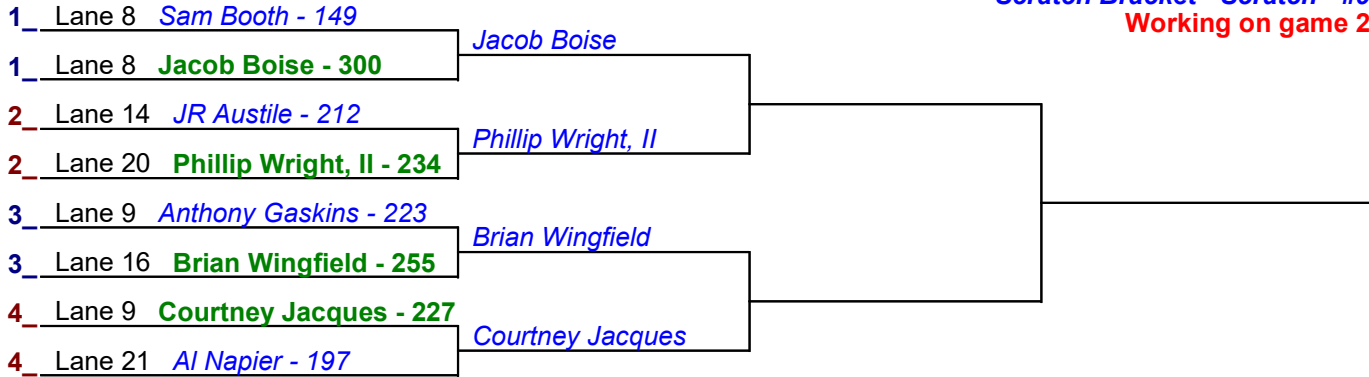 Working on game 2
1_ Lane 8 Sam Booth - 149
Jacob Boise
1_ Lane 8 Jacob Boise - 300
2_ Lane 14 JR Austile - 212
Phillip Wright, II
2_ Lane 20 Phillip Wright, II - 234
3_ Lane 9 Anthony Gaskins - 223
Brian Wingfield
3_ Lane 16 Brian Wingfield - 255
4_ Lane 9 Courtney Jacques - 227
Courtney Jacques
4_ Lane 21 Al Napier - 197